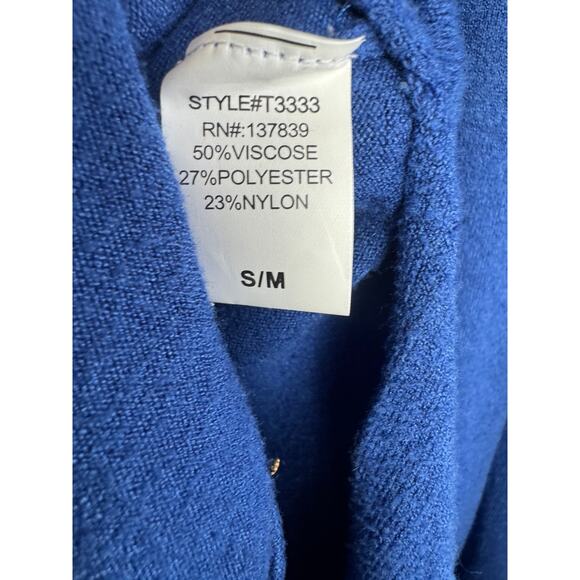 STYLE#T3333
RN#:137839
50%VISCOSE
27%POLYESTER
23%NYLON
S/M